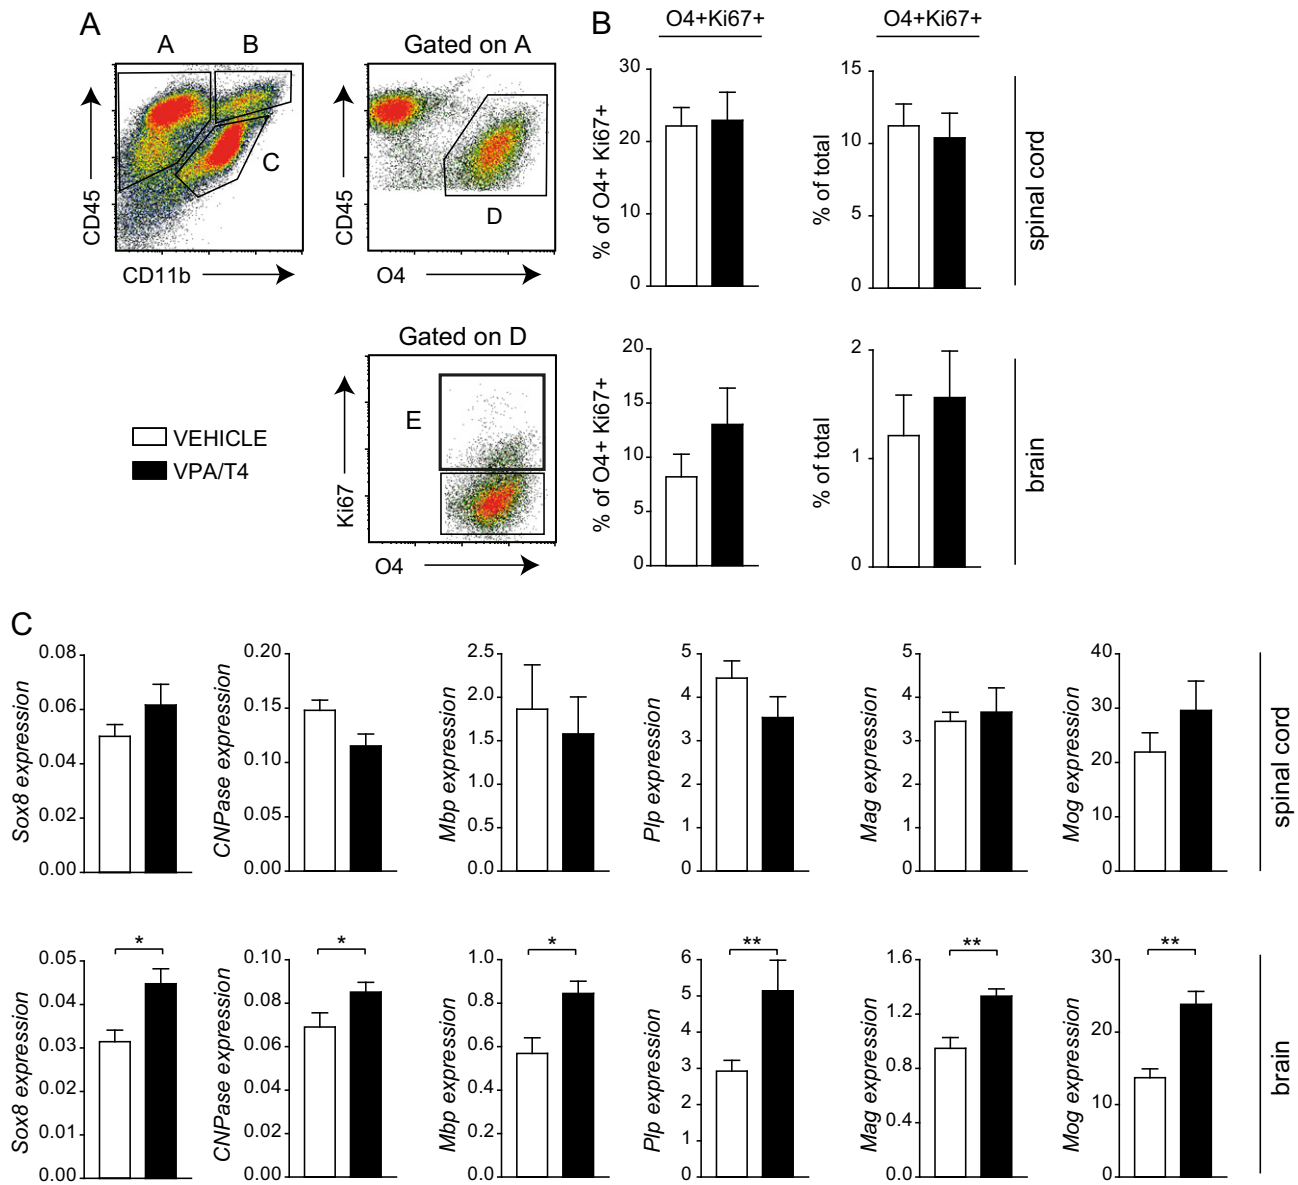 A
A B
C
CD45
CD11b
Gated on A
D
CD45
O4
Gated on D
E
Ki67
O4
VEHICLE
VPA/T4
B
O4+Ki67+
30
20
10
0
% of O4+ Ki67+
O4+Ki67+
15
10
5
0
% of total
spinal cord
20
15
10
5
0
% of O4+ Ki67+
2
1
0
% of total
brain
C
0.08
0.06
0.04
0.02
0.00
Sox8 expression
0.20
0.15
0.10
0.05
0.00
CNPase expression
2.5
2.0
1.5
1.0
0.5
0.0
Mbp expression
5
4
3
2
1
0
Plp expression
5
4
3
2
1
0
Mag expression
40
30
20
10
0
Mog expression
spinal cord
0.05
0.04
0.03
0.02
0.01
0.00
Sox8 expression
*
0.10
0.08
0.06
0.04
0.02
0.00
CNPase expression
*
1.0
0.8
0.6
0.4
0.2
0.0
Mbp expression
*
6
5
4
3
2
1
0
Plp expression
**
1.6
1.2
0.8
0.4
0.0
Mag expression
**
30
20
10
0
Mog expression
**
brain